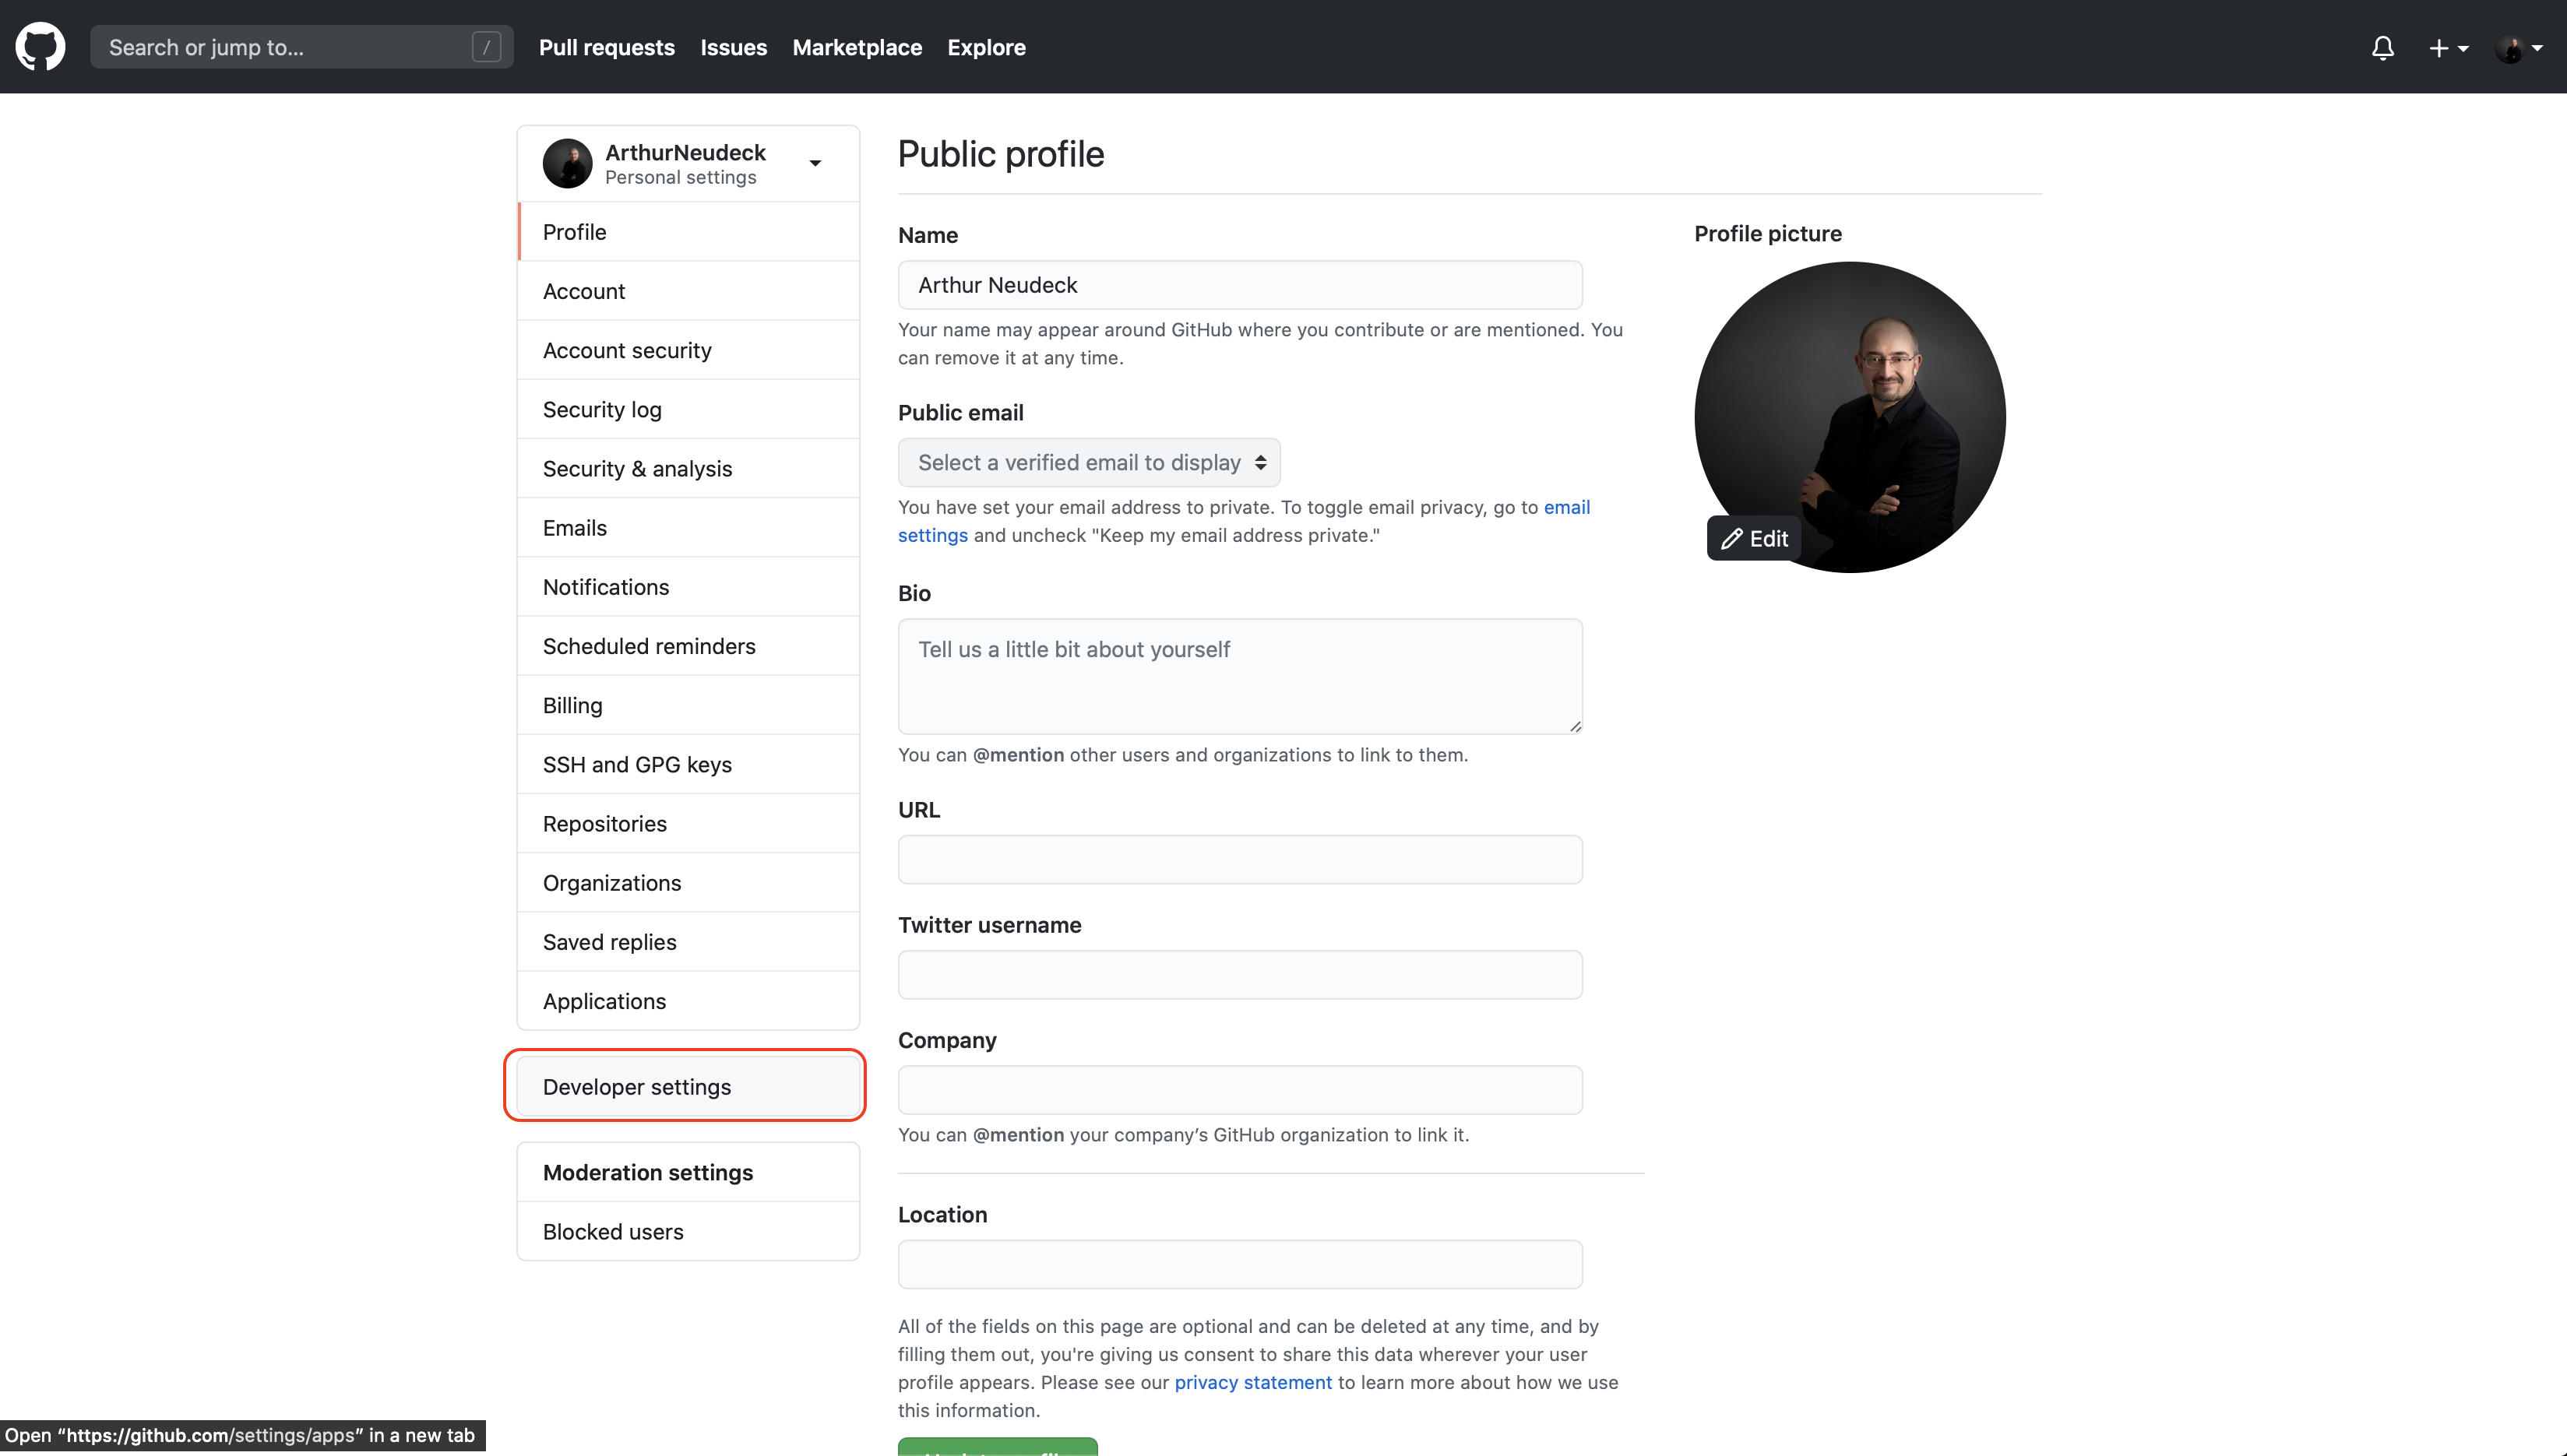 Search or jump to...
/
Pull requests
Issues
Marketplace
Explore
ArthurNeudeck
Personal settings
Profile
Account
Account security
Security log
Security & analysis
Emails
Notifications
Scheduled reminders
Billing
SSH and GPG keys
Repositories
Organizations
Saved replies
Applications
Developer settings
Moderation settings
Blocked users
Public profile
Name
Arthur Neudeck
Your name may appear around GitHub where you contribute or are mentioned. You
can remove it at any time.
Public email
Select a verified email to display
You have set your email address to private. To toggle email privacy, go to email
settings and uncheck "Keep my email address private."
Bio
Tell us a little bit about yourself
You can @mention other users and organizations to link to them.
URL
Twitter username
Company
You can @mention your company’s GitHub organization to link it.
Location
All of the fields on this page are optional and can be deleted at any time, and by
filling them out, you're giving us consent to share this data wherever your user
profile appears. Please see our privacy statement to learn more about how we use
this information.
Profile picture
Edit
Open “https://github.com/settings/apps” in a new tab